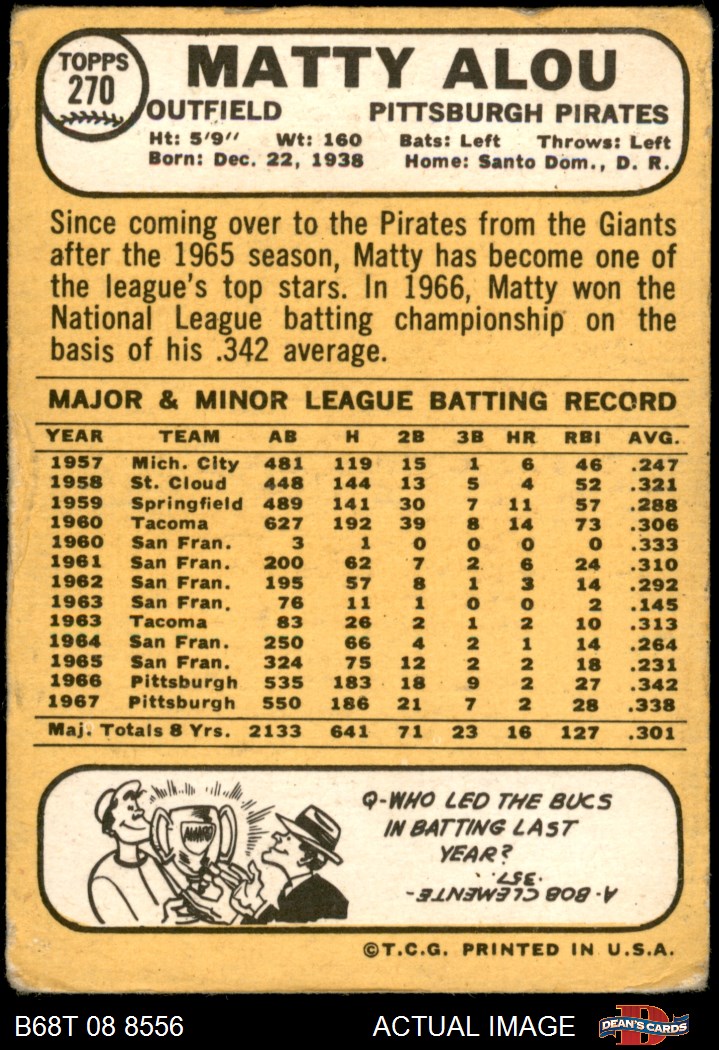 TOPPS
270
MATTY ALOU
OUTFIELD PITTSBURGH PIRATES
Ht: 5'9" Wt: 160 Bats: Left Throws: Left
Born: Dec. 22, 1938 Home: Santo Dom., D. R.
Since coming over to the Pirates from the Giants
after the 1965 season, Matty has become one of
the league's top stars. In 1966, Matty won the
National League batting championship on the
basis of his .342 average.
MAJOR & MINOR LEAGUE BATTING RECORD
YEAR TEAM AB H 2B 3B HR RBI AVG.
1957 Mich. City 481 119 15 1 6 46 .247
1958 St. Cloud 448 144 13 5 4 52 .321
1959 Springfield 489 141 30 7 11 57 .288
1960 Tacoma 627 192 39 8 14 73 .306
1960 San Fran. 3 1 0 0 0 0 .333
1961 San Fran. 200 62 7 2 6 24 .310
1962 San Fran. 195 57 8 1 3 14 .292
1963 San Fran. 76 11 1 0 0 2 .145
1963 Tacoma 83 26 2 1 2 10 .313
1964 San Fran. 250 66 4 2 1 14 .264
1965 San Fran. 324 75 12 2 2 18 .231
1966 Pittsburgh 535 183 18 9 2 27 .342
1967 Pittsburgh 550 186 21 7 2 28 .338
Maj. Totals 8 Yrs. 2133 641 71 23 16 127 .301
Q-WHO LED THE BUCS
IN BATTING LAST
YEAR?
A-BOB CLEMENTE-
.357.
©T.C.G. PRINTED IN U.S.A.
B68T 08 8556 ACTUAL IMAGE DEAN'S CARDS